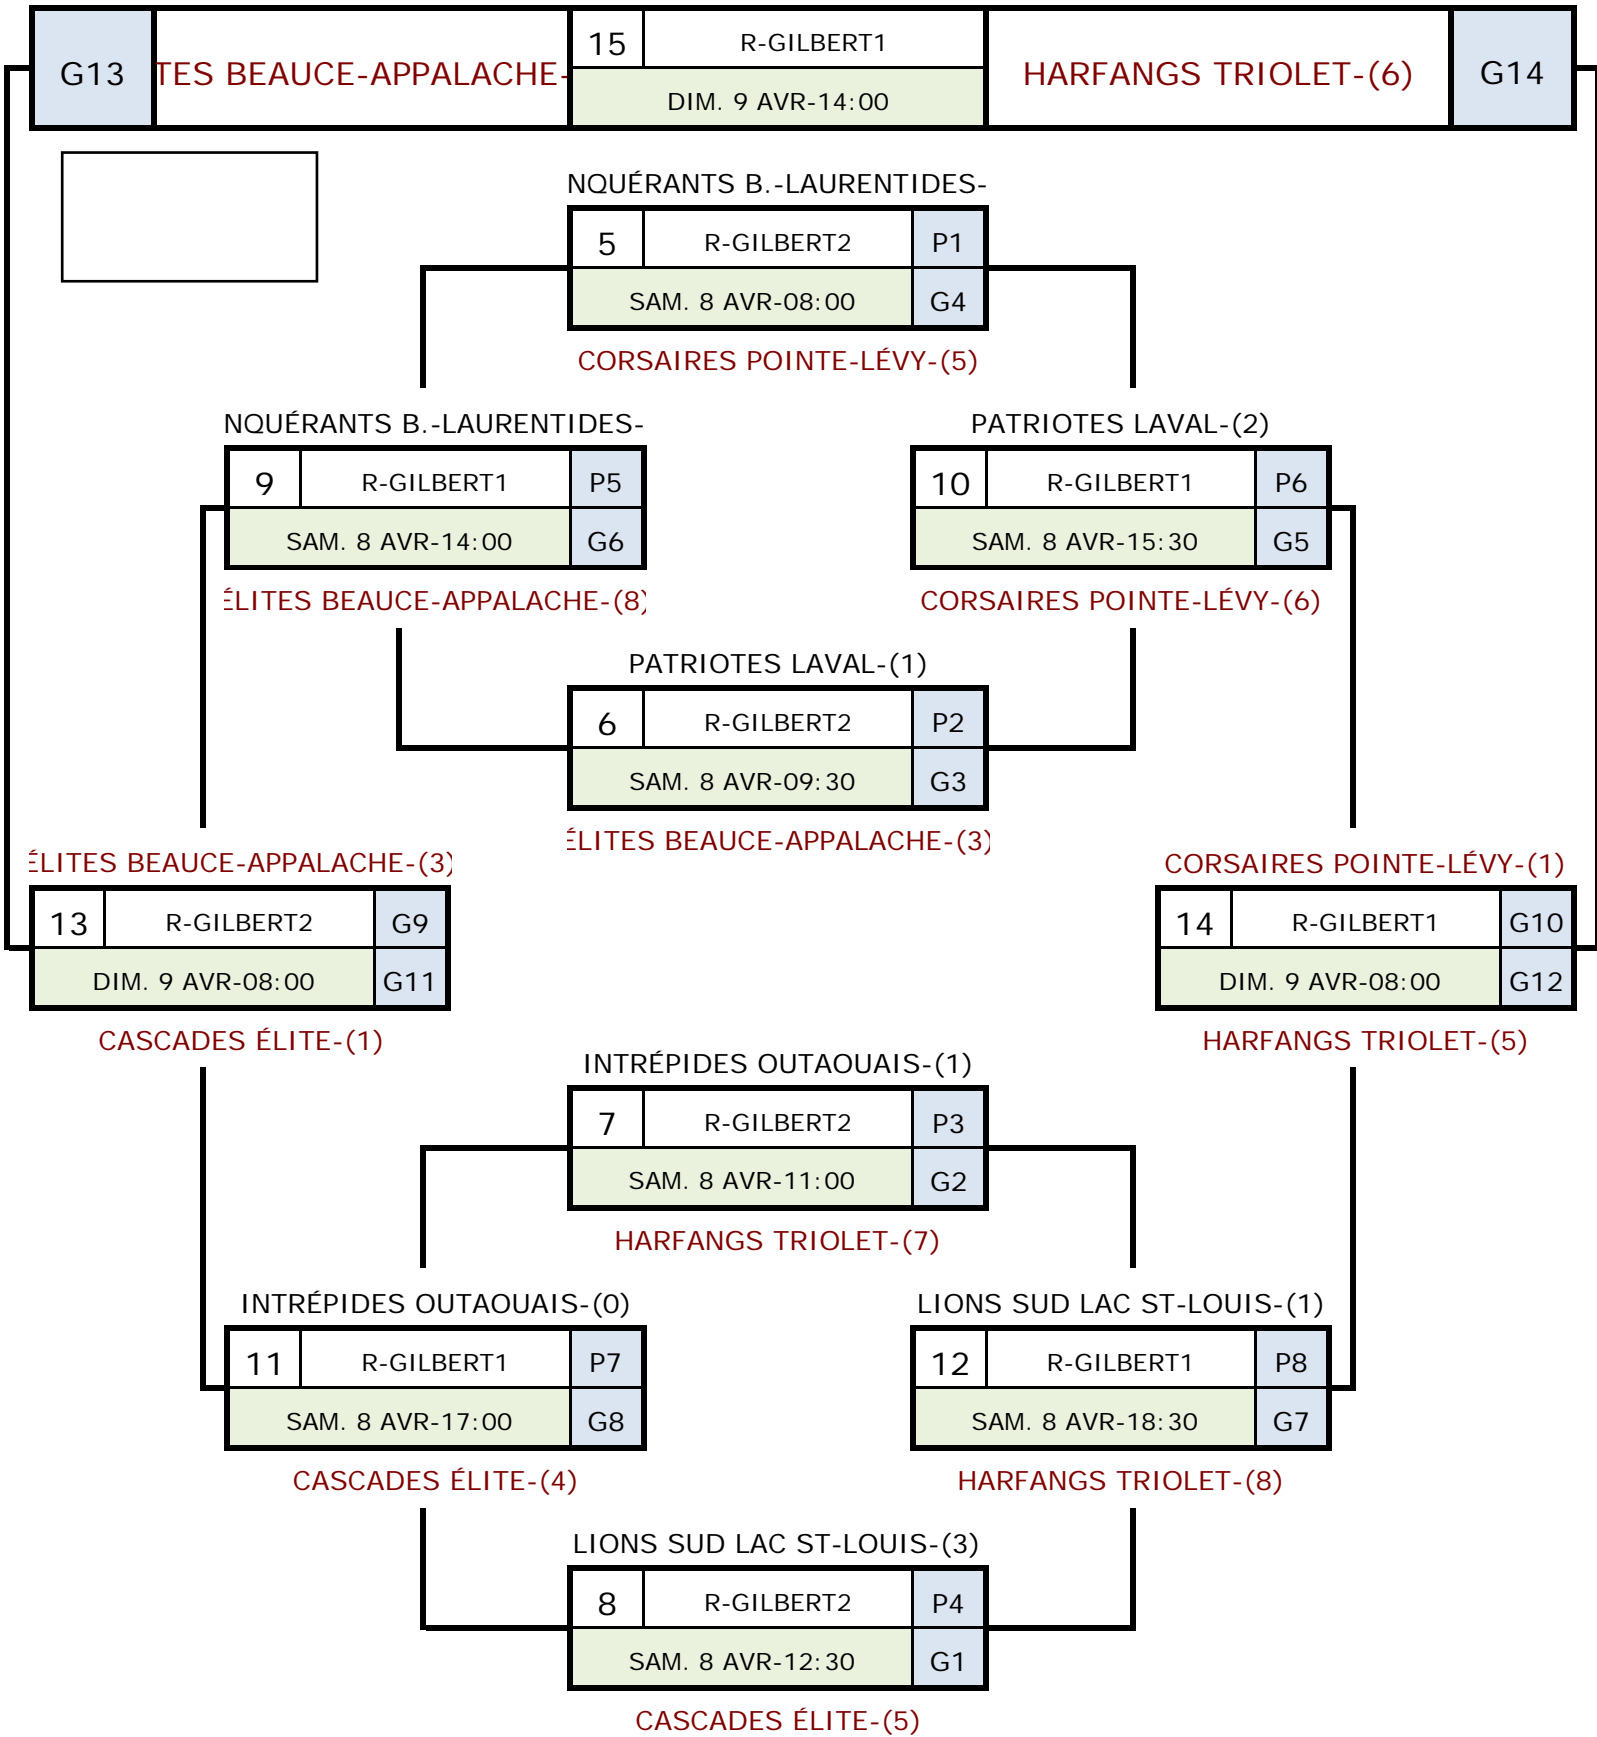 G13 TES BEAUCE-APPALACHE- 15 R-GILBERT1 HARFANGS TRIOLET-(6) G14
DIM. 9 AVR-14:00
NQUÉRANTS B.-LAURENTIDES-
5 R-GILBERT2 P1
SAM. 8 AVR-08:00 G4
CORSAIRES POINTE-LÉVY-(5)
NQUÉRANTS B.-LAURENTIDES- PATRIOTES LAVAL-(2)
9 R-GILBERT1 P5 10 R-GILBERT1 P6
SAM. 8 AVR-14:00 G6 SAM. 8 AVR-15:30 G5
ÉLITES BEAUCE-APPALACHE-(8) CORSAIRES POINTE-LÉVY-(6)
PATRIOTES LAVAL-(1)
6 R-GILBERT2 P2
SAM. 8 AVR-09:30 G3
ÉLITES BEAUCE-APPALACHE-(3)
ÉLITES BEAUCE-APPALACHE-(3) CORSAIRES POINTE-LÉVY-(1)
13 R-GILBERT2 G9 14 R-GILBERT1 G10
DIM. 9 AVR-08:00 G11 DIM. 9 AVR-08:00 G12
CASCADES ÉLITE-(1) HARFANGS TRIOLET-(5)
INTRÉPIDES OUTAOUAIS-(1)
7 R-GILBERT2 P3
SAM. 8 AVR-11:00 G2
HARFANGS TRIOLET-(7)
INTRÉPIDES OUTAOUAIS-(0) LIONS SUD LAC ST-LOUIS-(1)
11 R-GILBERT1 P7 12 R-GILBERT1 P8
SAM. 8 AVR-17:00 G8 SAM. 8 AVR-18:30 G7
CASCADES ÉLITE-(4) HARFANGS TRIOLET-(8)
LIONS SUD LAC ST-LOUIS-(3)
8 R-GILBERT2 P4
SAM. 8 AVR-12:30 G1
CASCADES ÉLITE-(5)